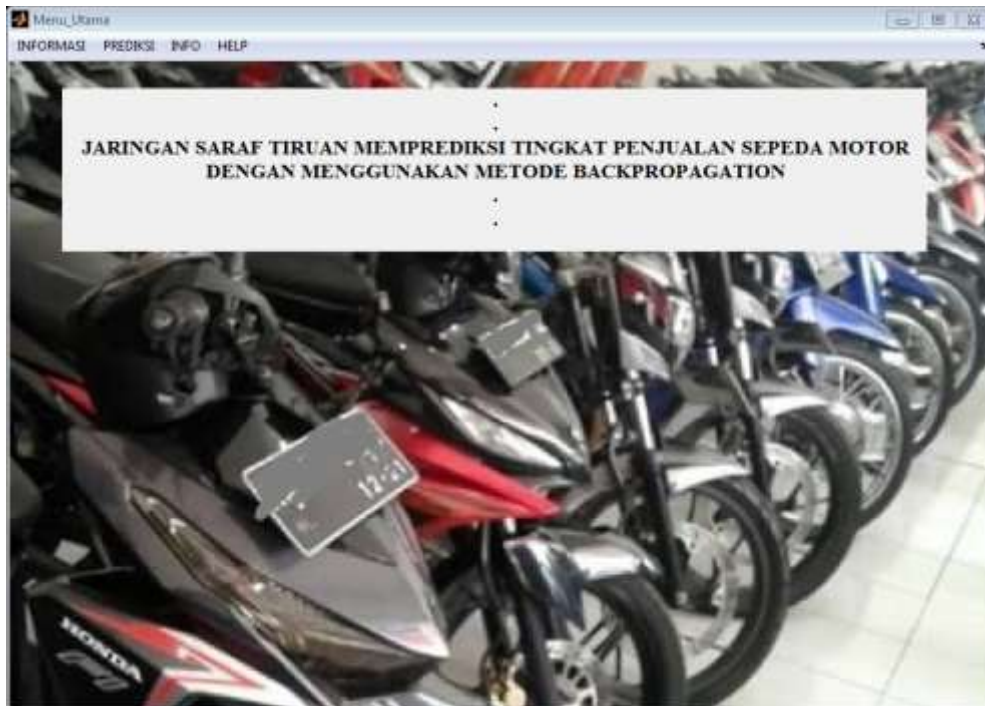 Menu_Utama
INFORMASI PREDIKSI INFO HELP
.
.
JARINGAN SARAF TIRUAN MEMPREDIKSI TINGKAT PENJUALAN SEPEDA MOTOR
DENGAN MENGGUNAKAN METODE BACKPROPAGATION
.
.
HONDA